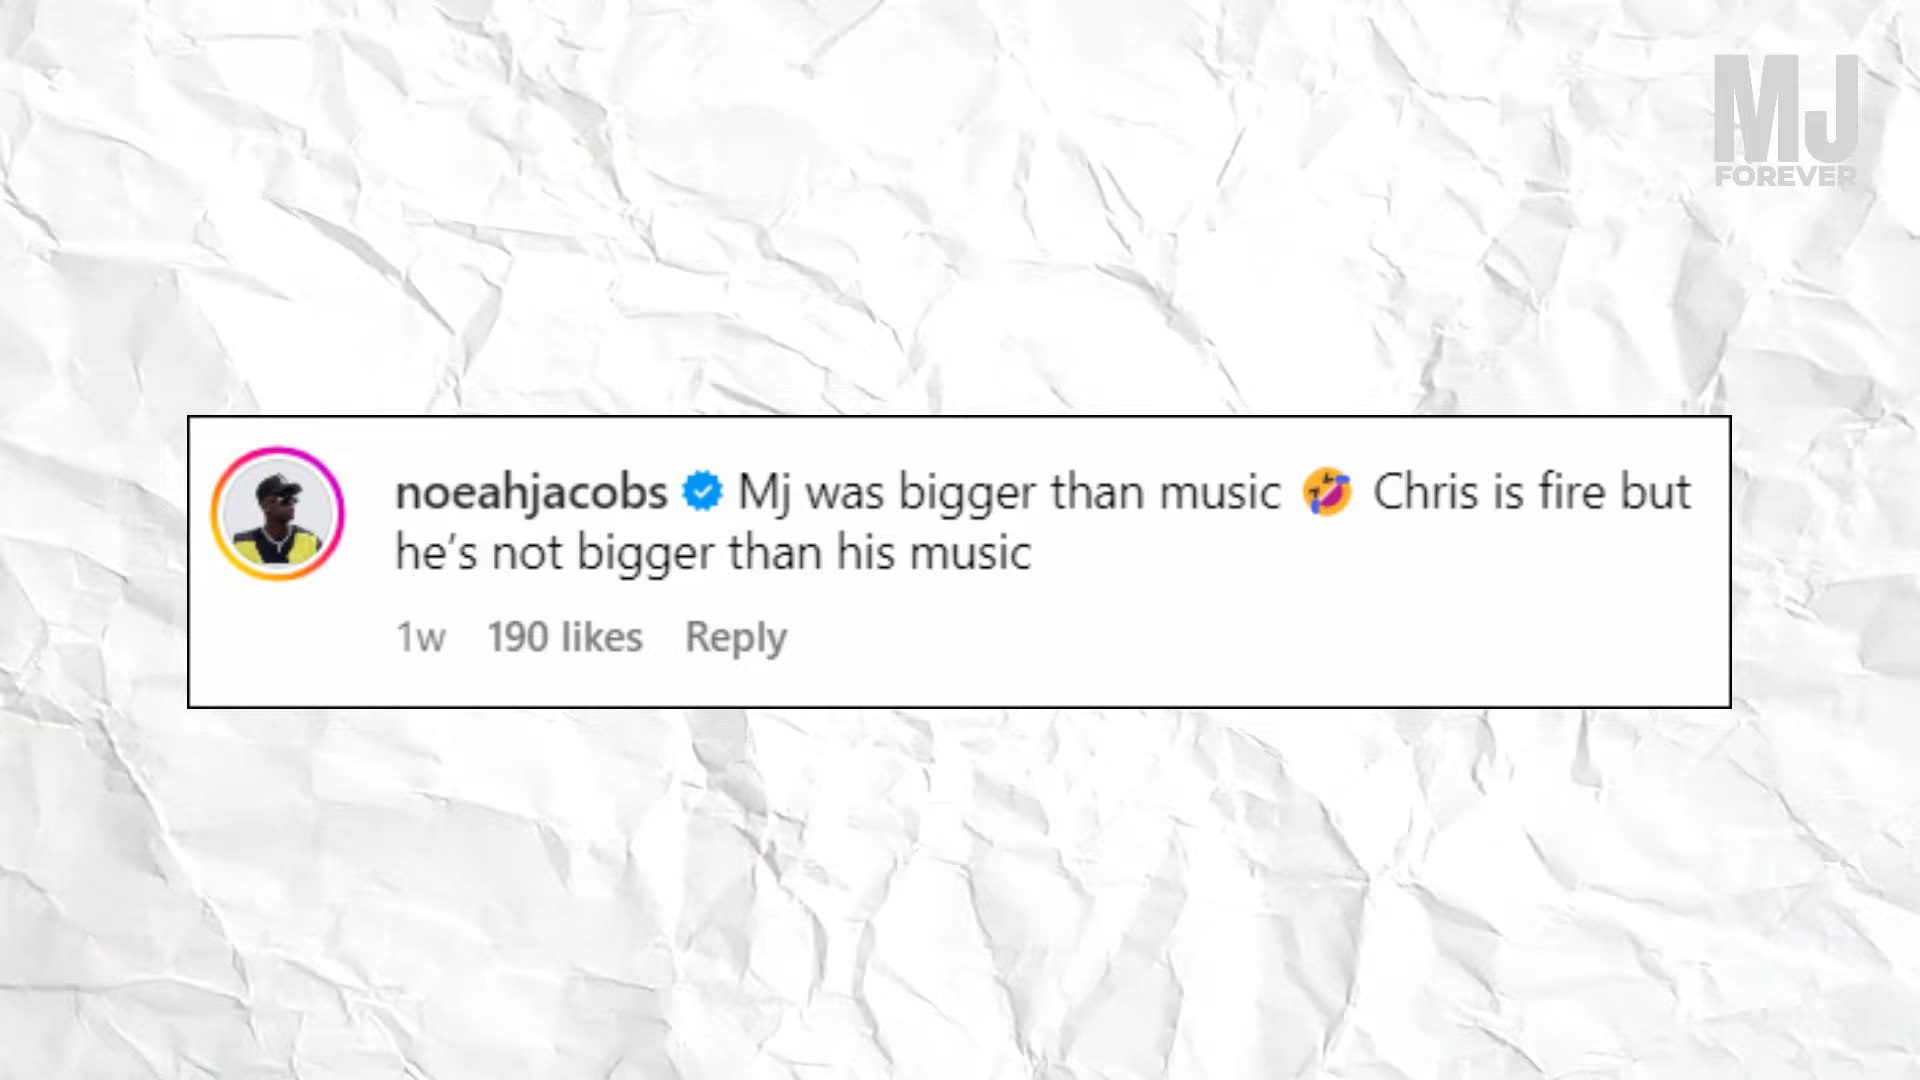 MJ
FOREVER
noeahjacobs Mj was bigger than music 🤣 Chris is fire but
he's not bigger than his music
1w 190 likes Reply